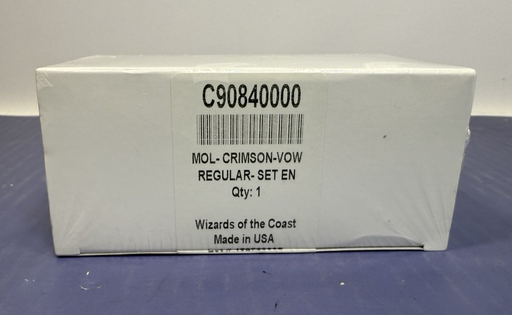 C90840000
MOL- CRIMSON-VOW
REGULAR- SET EN
Qty: 1
Wizards of the Coast
Made in USA